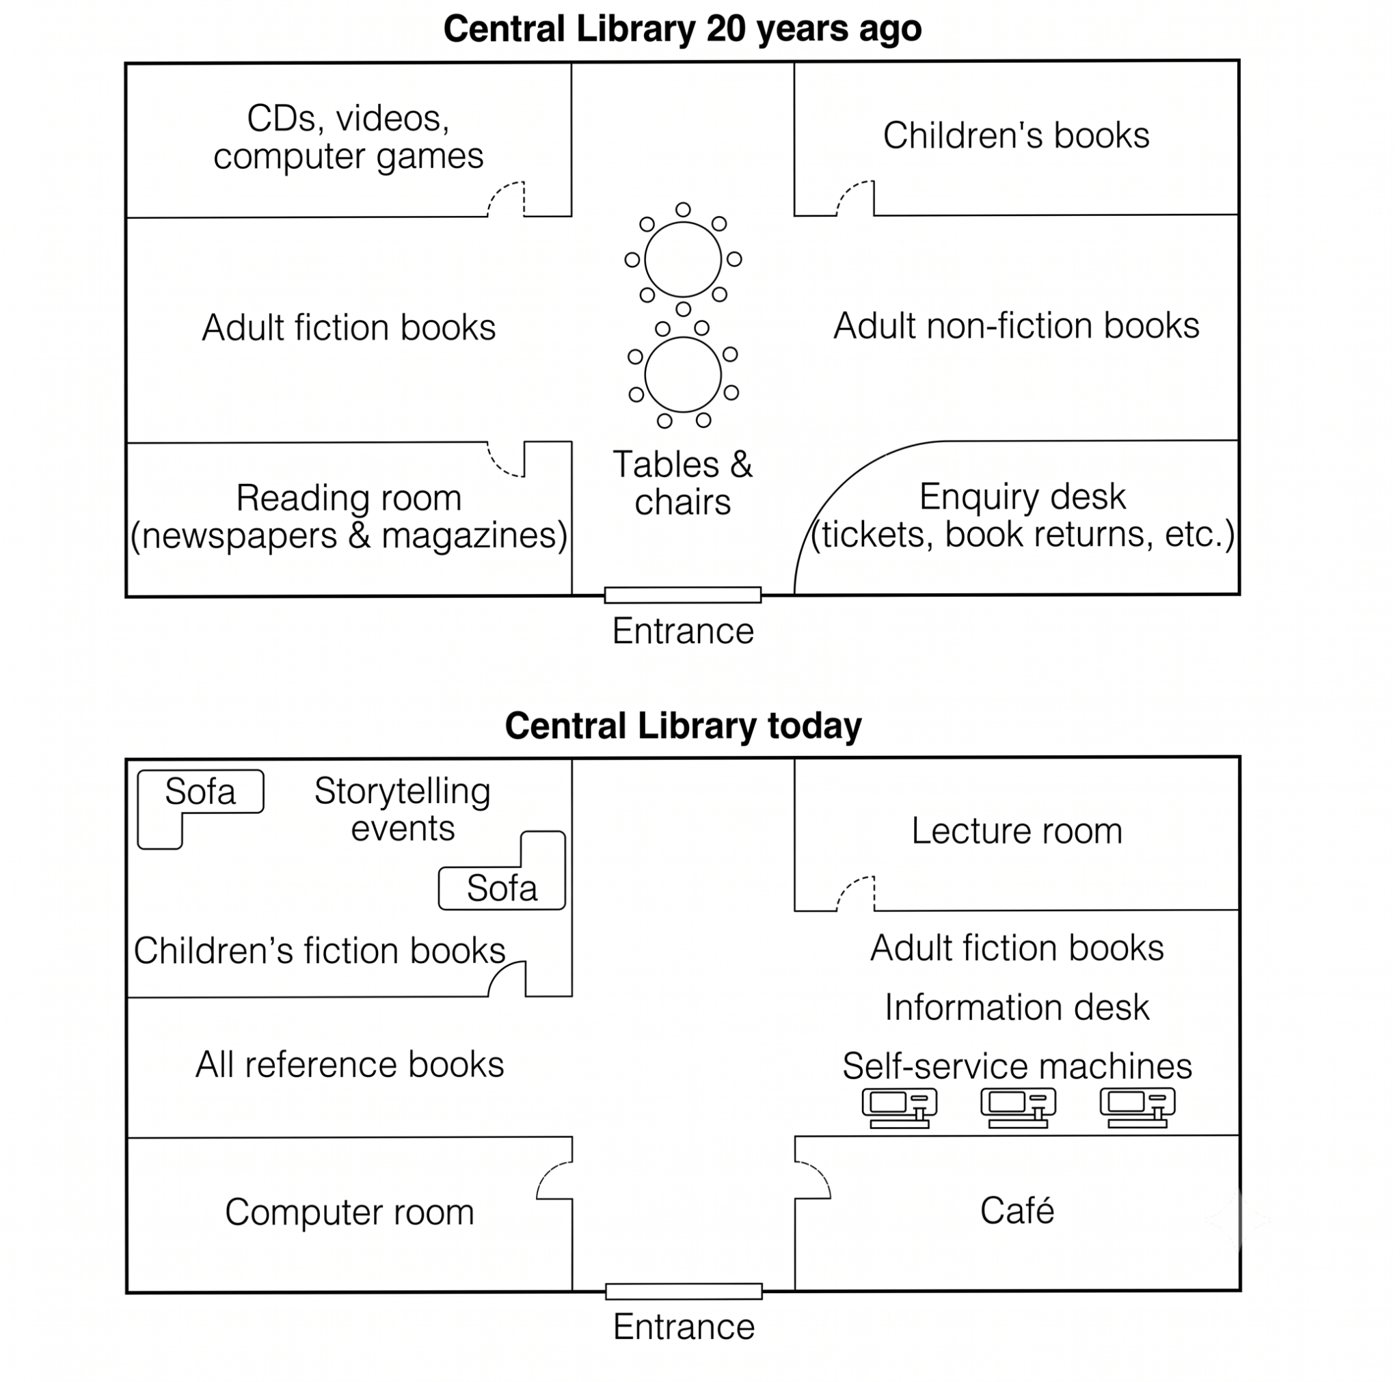 Central Library 20 years ago
CDs, videos,
computer games
Children's books
Adult fiction books
Adult non-fiction books
Tables &
chairs
Reading room
(newspapers & magazines)
Enquiry desk
(tickets, book returns, etc.)
Entrance
Central Library today
Sofa
Storytelling
events
Sofa
Children’s fiction books
Lecture room
Adult fiction books
Information desk
Self-service machines
All reference books
Computer room
Café
Entrance